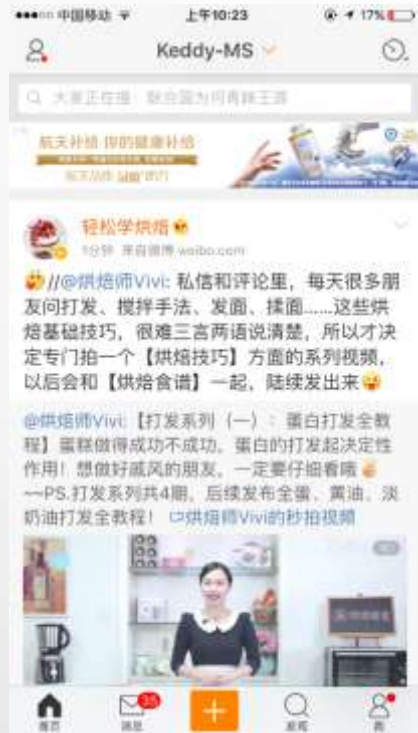 中国移动 上午10:23 17%
Keddy-MS
大家正在搜：联合国为何青睐王源
航天补给 你的健康补给
轻松学烘焙
1分钟 来自微博 weibo.com
//@烘焙师Vivi: 私信和评论里，每天很多朋
友问打发、搅拌手法、发面、揉面……这些烘
焙基础技巧，很难三言两语说清楚，所以才决
定专门拍一个【烘焙技巧】方面的系列视频，
以后会和【烘焙食谱】一起，陆续发出来
@烘焙师Vivi:【打发系列（一）：蛋白打发全教
程】蛋糕做得成功不成功，蛋白的打发起决定性
作用！想做好戚风的朋友，一定要仔细看哦
~~PS.打发系列共4期，后续发布全蛋、黄油、淡
奶油打发全教程！ 烘焙师Vivi的秒拍视频
35
首页 消息 发现 我